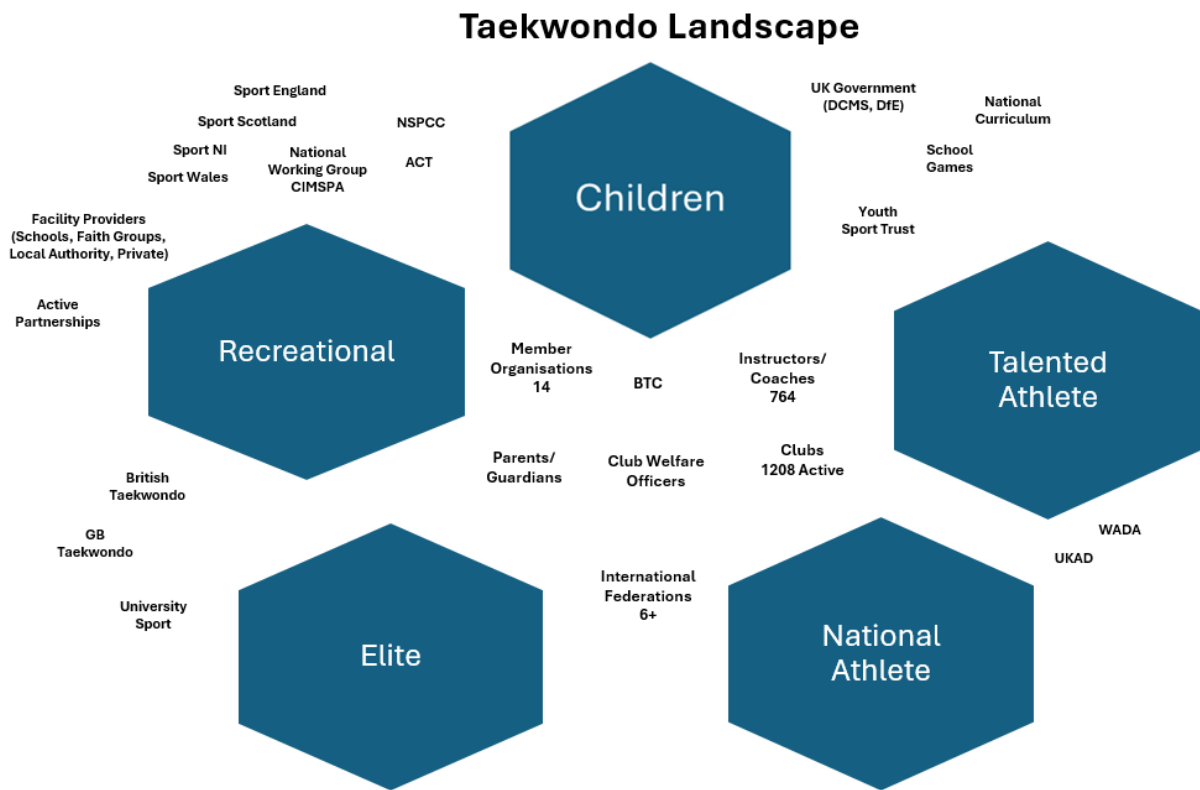 Taekwondo Landscape
Sport England
Sport Scotland
NSPCC
Sport NI
National
Working Group
CIMSPA
ACT
Sport Wales
Facility Providers
(Schools, Faith Groups,
Local Authority, Private)
Active
Partnerships
Children
UK Government
(DCMS, DfE)
National
Curriculum
School
Games
Youth
Sport Trust
Recreational
Member
Organisations
14
BTC
Instructors/
Coaches
764
Talented
Athlete
Parents/
Guardians
Club Welfare
Officers
Clubs
1208 Active
British
Taekwondo
GB
Taekwondo
University
Sport
WADA
UKAD
International
Federations
6+
Elite
National
Athlete